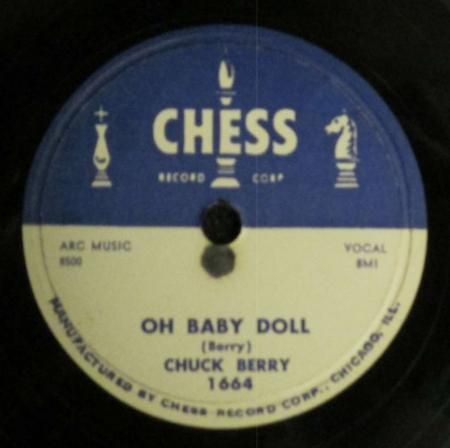 CHESS
RECORD CORP
ARC MUSIC
8500
VOCAL
BMI
OH BABY DOLL
(Berry)
CHUCK BERRY
1664
MANUFACTURED BY CHESS RECORD CORP., CHICAGO, ILL.